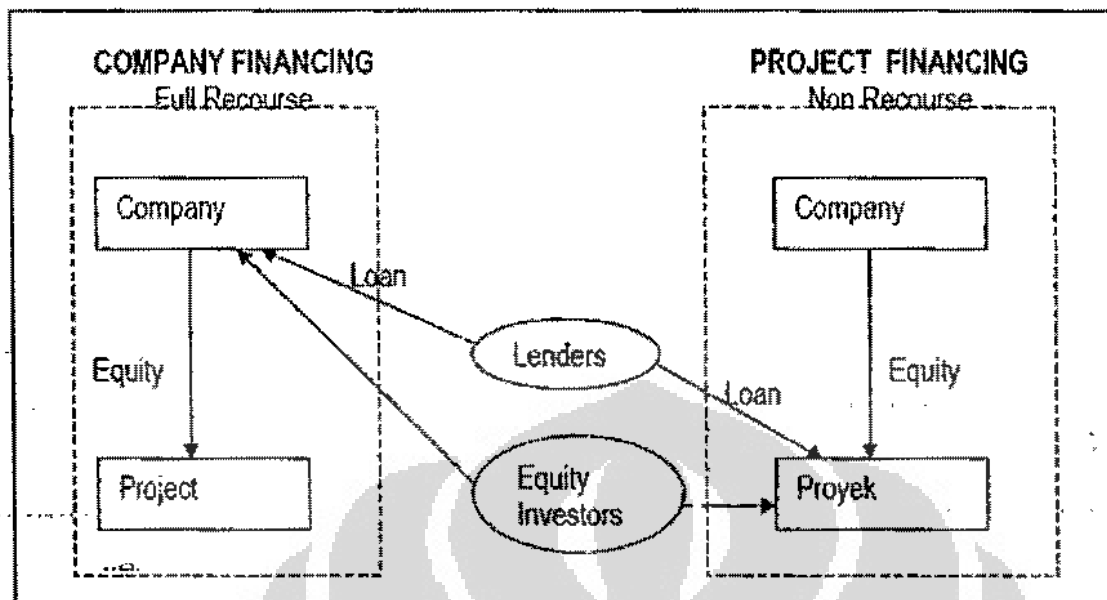 COMPANY FINANCING
Full Recourse
Company
Equity
Project
Loan
Lenders
Equity
Investors
Loan
PROJECT FINANCING
Non Recourse
Company
Equity
Proyek